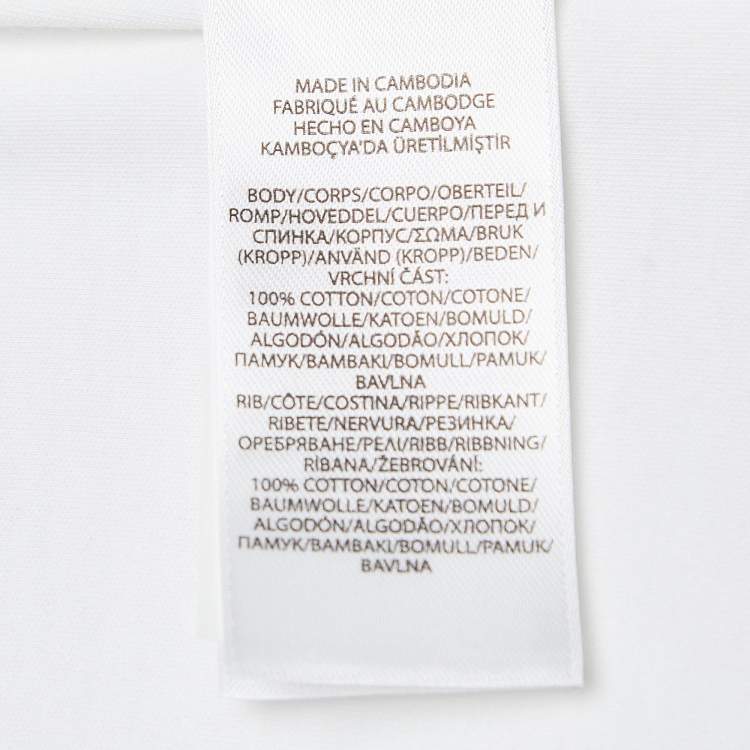 MADE IN CAMBODIA
FABRIQUÉ AU CAMBODGE
HECHO EN CAMBOYA
KAMBOÇYA'DA ÜRETİLMİŞTİR
BODY/CORPS/CORPO/OBERTEIL/
ROMP/HOVEDDEL/CUERPO/ПЕРЕД И
СПИНКА/КОРПУС/ΣΩΜΑ/BRUK
(KROPP)/ANVÄND (KROPP)/BEDEN/
VRCHNÍ ČÁST:
100% COTTON/COTON/COTONE/
BAUMWOLLE/KATOEN/BOMULD/
ALGODÓN/ALGODÃO/ХЛОПОК/
ПАМУК/ΒΑΜΒΑΚΙ/BOMULL/PAMUK/
BAVLNA
RIB/CÔTE/COSTINA/RIPPE/RIBKANT/
RIBETE/NERVURA/РЕЗИНКА/
ОРЕБРЯВАНЕ/ΡΕΛΙ/RIBB/RIBBNING/
RİBANA/ŽEBROVÁNÍ:
100% COTTON/COTON/COTONE/
BAUMWOLLE/KATOEN/BOMULD/
ALGODÓN/ALGODÃO/ХЛОПОК/
ПАМУК/ΒΑΜΒΑΚΙ/BOMULL/PAMUK/
BAVLNA